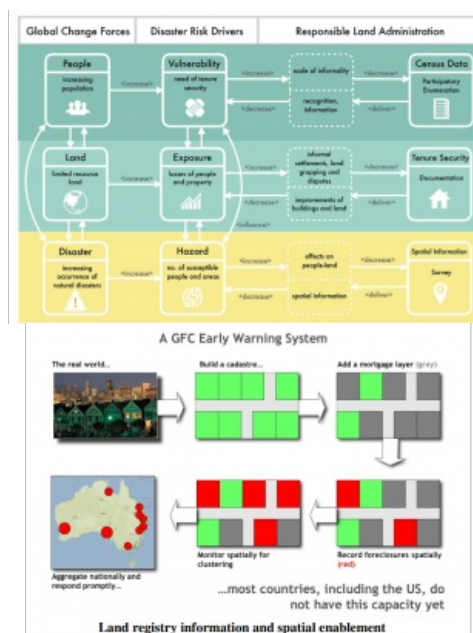 Global Change Forces
Disaster Risk Drivers
Responsible Land Administration
People
increasing
population
<increase>
Vulnerability
need of tenure
security
<increase>
scale of informality
<decrease>
Census Data
Participatory
Enumeration
<decrease>
recognition,
information
<deliver>
Land
limited resource
land
<increase>
Exposure
losses of people
and property
<increase>
informal
settlements, land
grapping and
disputes
<decrease>
Tenure Security
Documentation
<decrease>
improvements of
buildings and land
<deliver>
<influence>
Disaster
increasing
occurrence of
natural disasters
<increase>
Hazard
no. of susceptible
people and areas
<increase>
effects on
people-land
<decrease>
Spatial Information
Survey
<decrease>
spatial information
<deliver>
A GFC Early Warning System
The real world...
Build a cadastre...
Add a mortgage layer (grey)
Aggregate nationally and
respond promptly...
Monitor spatially for
clustering
Record foreclosures spatially
(red)
...most countries, including the US, do
not have this capacity yet
Land registry information and spatial enablement